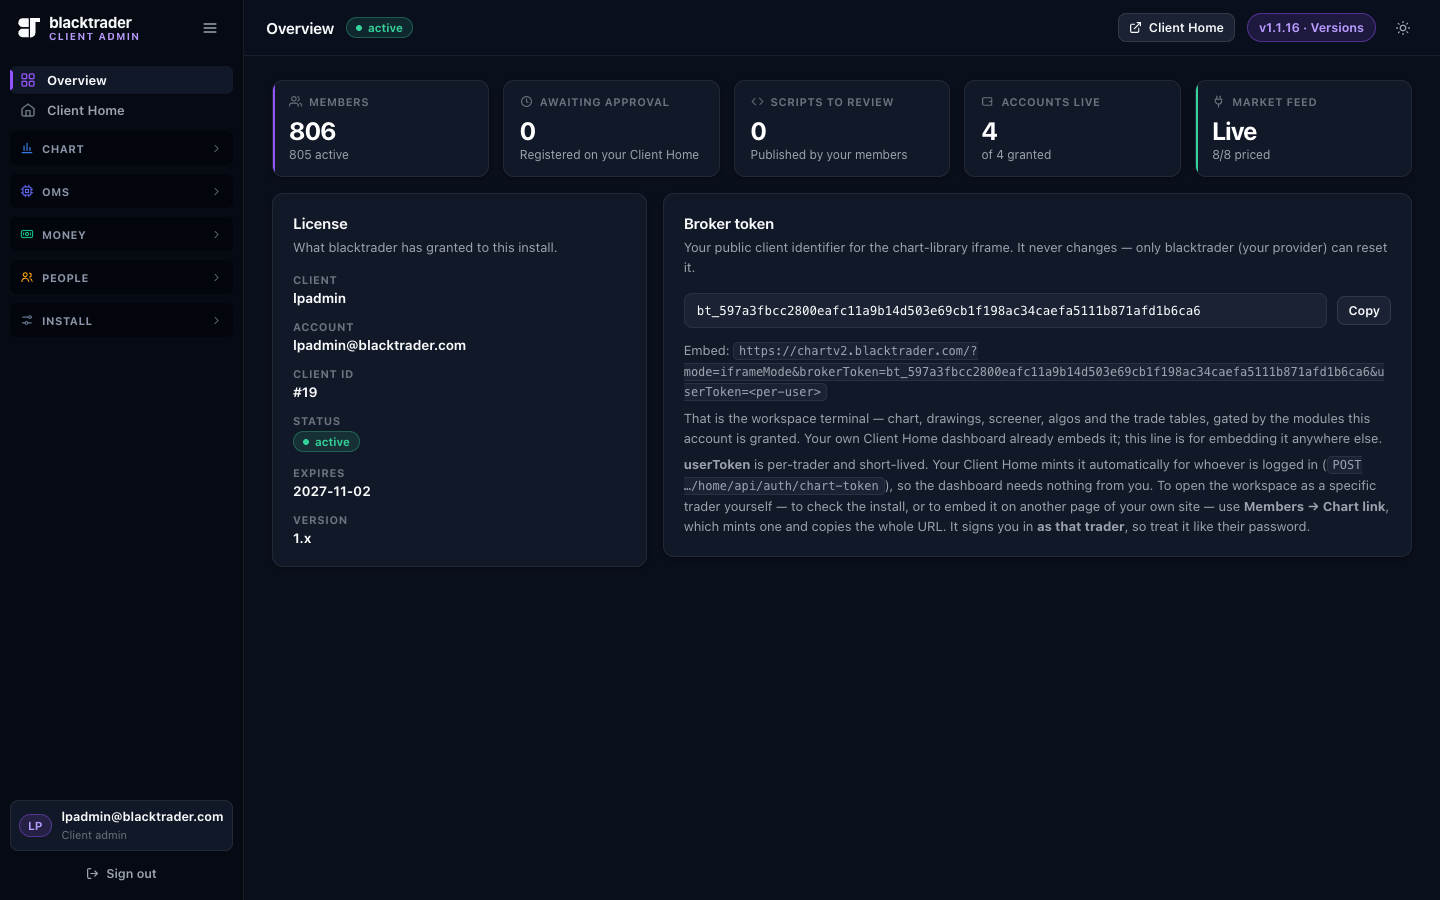 blacktrader
CLIENT ADMIN
Overview
Client Home
CHART
OMS
MONEY
PEOPLE
INSTALL
LP
lpadmin@blacktrader.com
Client admin
Sign out
Overview
active
Client Home
v1.1.16 · Versions
MEMBERS
806
805 active
AWAITING APPROVAL
0
Registered on your Client Home
SCRIPTS TO REVIEW
0
Published by your members
ACCOUNTS LIVE
4
of 4 granted
MARKET FEED
Live
8/8 priced
License
What blacktrader has granted to this install.
CLIENT
lpadmin
ACCOUNT
lpadmin@blacktrader.com
CLIENT ID
#19
STATUS
active
EXPIRES
2027-11-02
VERSION
1.x
Broker token
Your public client identifier for the chart-library iframe. It never changes — only blacktrader (your provider) can reset
it.
bt_597a3fbcc2800eafc11a9b14d503e69cb1f198ac34caefa5111b871afd1b6ca6
Copy
Embed: https://chartv2.blacktrader.com/?
mode=iframeMode&brokerToken=bt_597a3fbcc2800eafc11a9b14d503e69cb1f198ac34caefa5111b871afd1b6ca6&u
serToken=<per-user>
That is the workspace terminal — chart, drawings, screener, algos and the trade tables, gated by the modules this
account is granted. Your own Client Home dashboard already embeds it; this line is for embedding it anywhere else.
userToken is per-trader and short-lived. Your Client Home mints it automatically for whoever is logged in ( POST
…/home/api/auth/chart-token ), so the dashboard needs nothing from you. To open the workspace as a specific
trader yourself — to check the install, or to embed it on another page of your own site — use Members → Chart link,
which mints one and copies the whole URL. It signs you in as that trader, so treat it like their password.